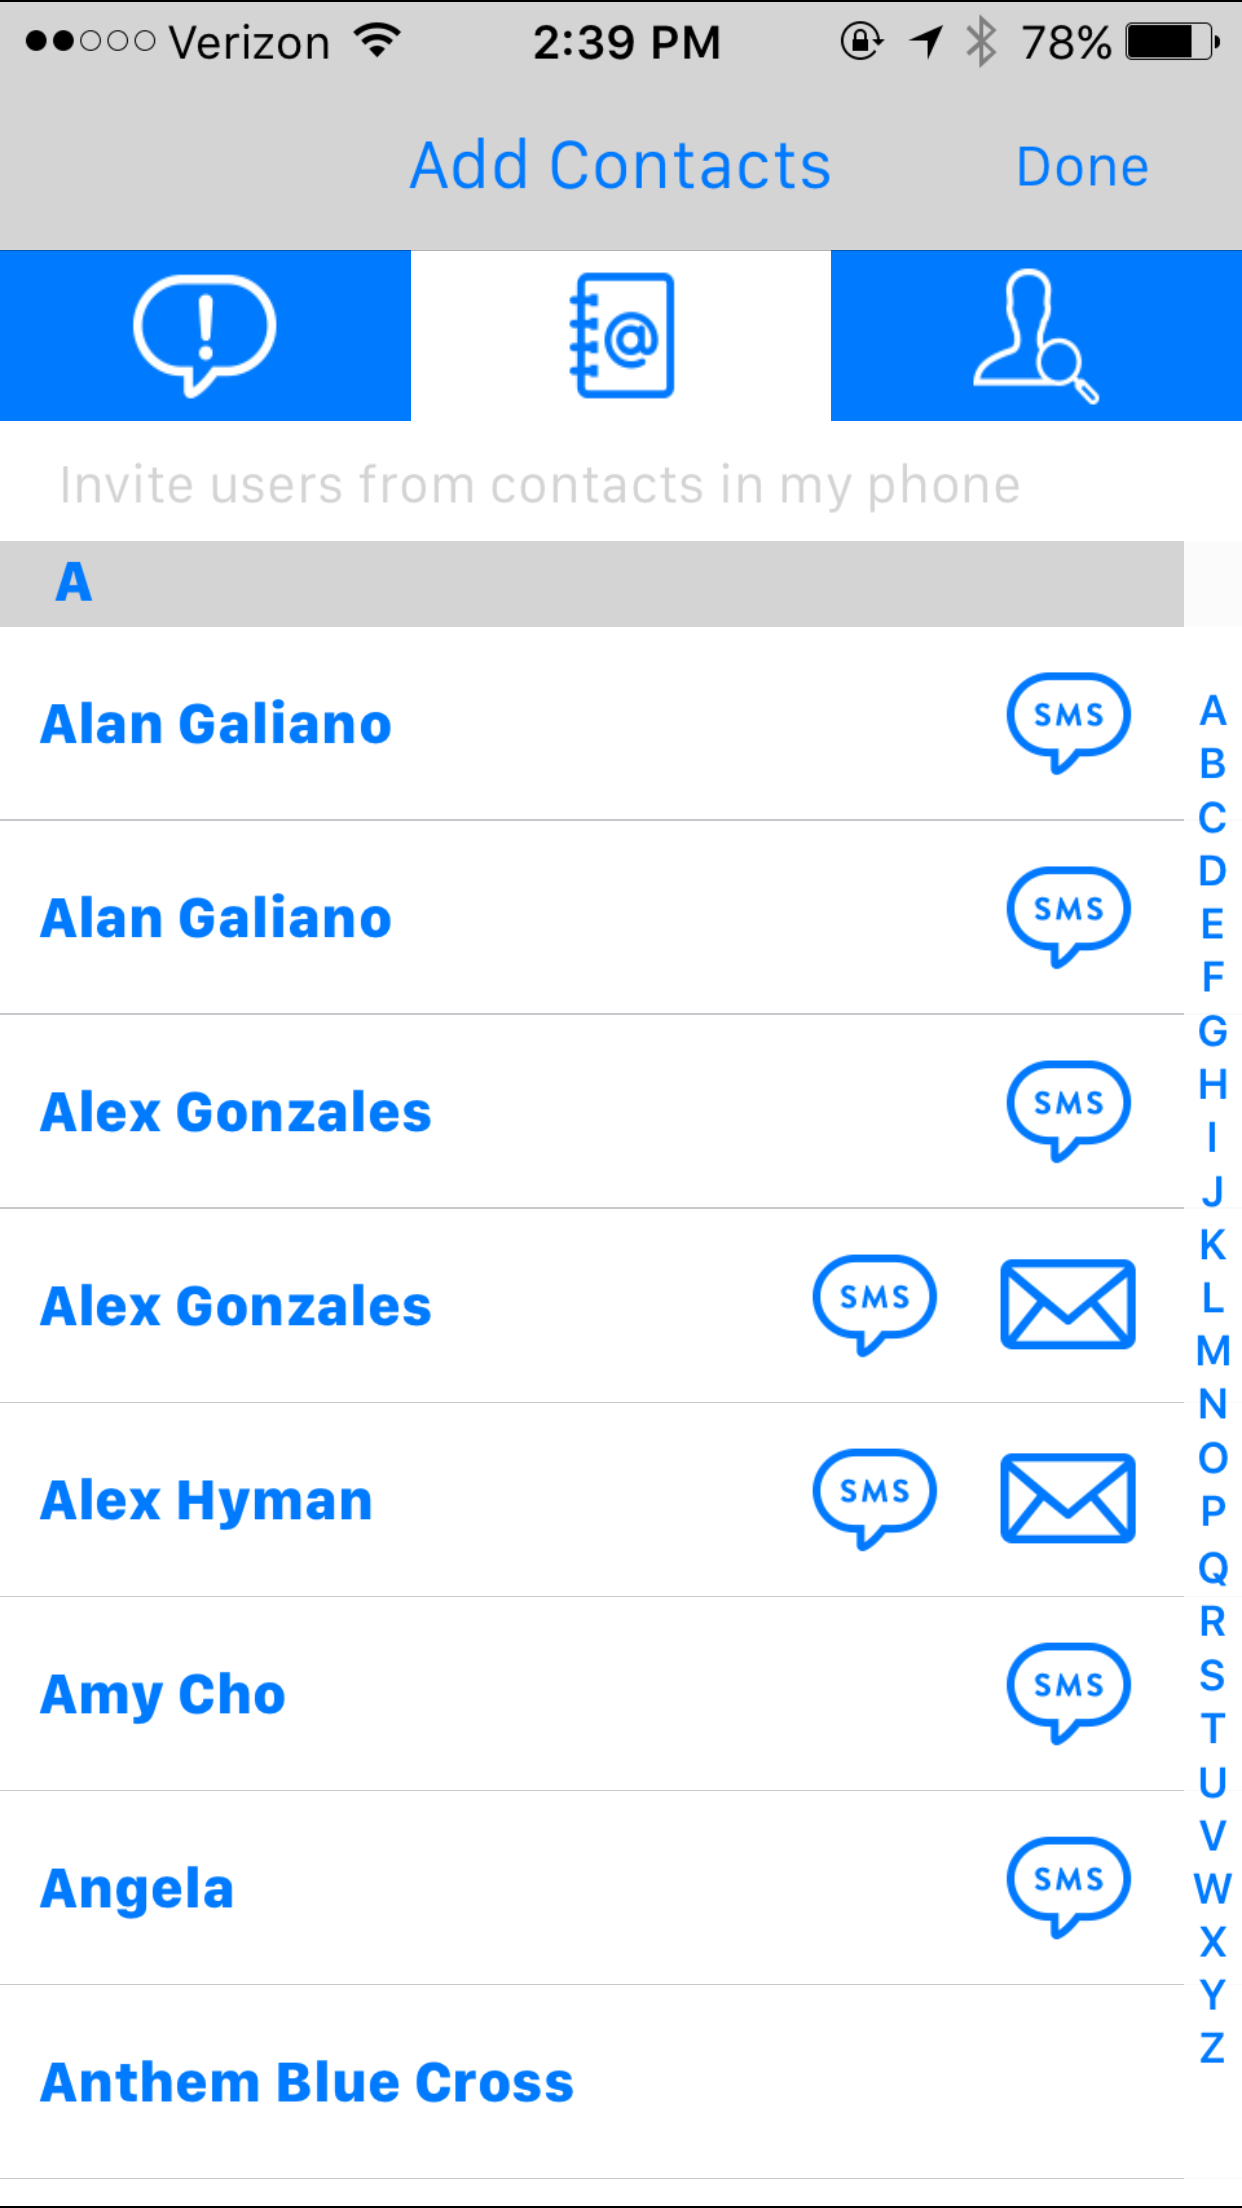 Verizon 2:39 PM 78%
Add Contacts Done
!
@
Invite users from contacts in my phone
A
Alan Galiano SMS
Alan Galiano SMS
Alex Gonzales SMS
Alex Gonzales SMS
Alex Hyman SMS
Amy Cho SMS
Angela SMS
Anthem Blue Cross
A
B
C
D
E
F
G
H
I
J
K
L
M
N
O
P
Q
R
S
T
U
V
W
X
Y
Z